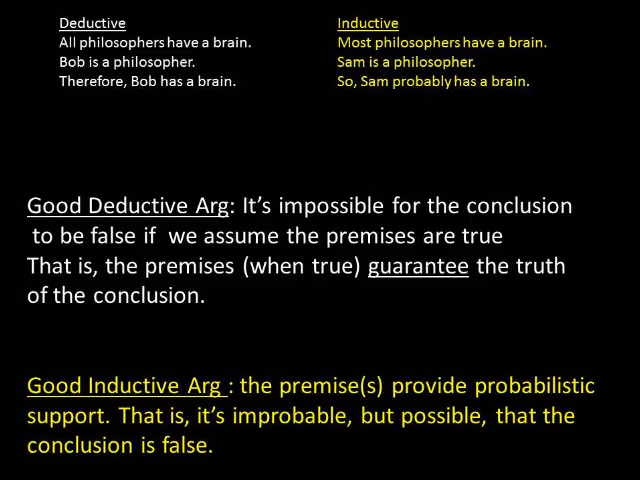 Deductive
All philosophers have a brain.
Bob is a philosopher.
Therefore, Bob has a brain.
Inductive
Most philosophers have a brain.
Sam is a philosopher.
So, Sam probably has a brain.
Good Deductive Arg: It’s impossible for the conclusion
to be false if we assume the premises are true
That is, the premises (when true) guarantee the truth
of the conclusion.
Good Inductive Arg : the premise(s) provide probabilistic
support. That is, it’s improbable, but possible, that the
conclusion is false.